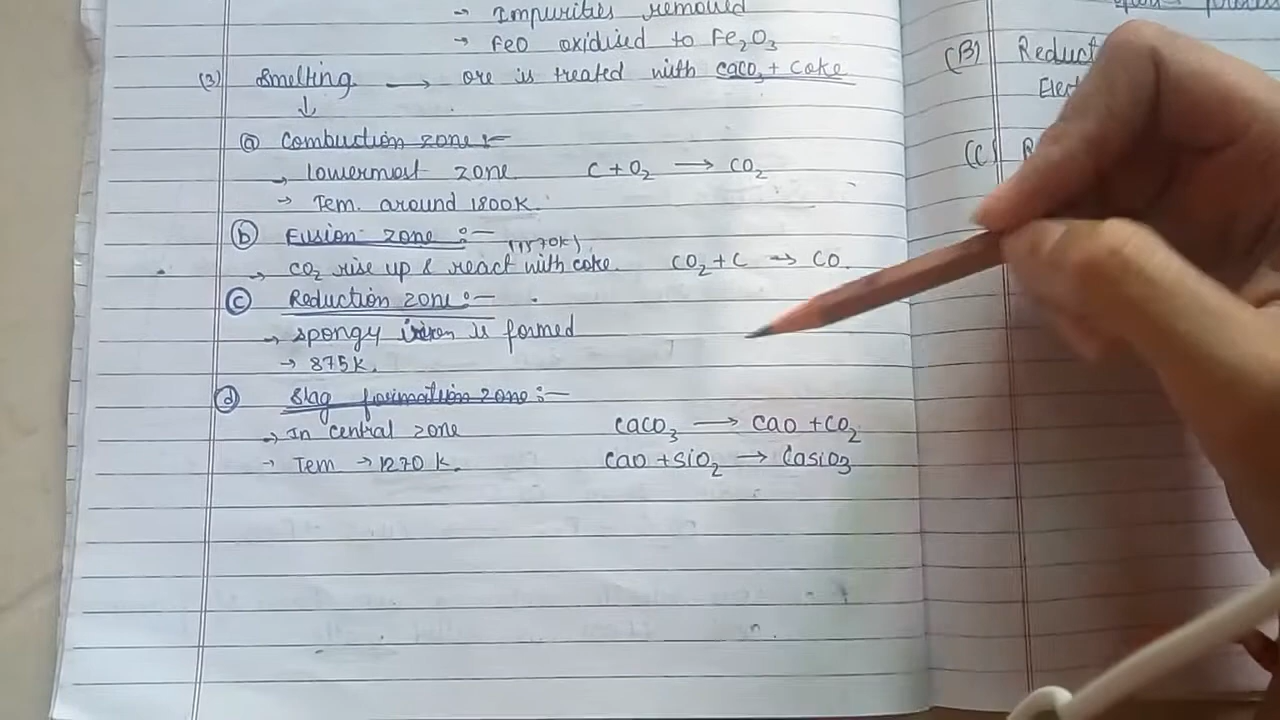 → Impurities removed
→ FeO oxidised to Fe₂O₃
(3) Smelting → ore is treated with CaCO₃ + Coke
↓
(a) Combuction zone :-
→ lowermost zone C + O₂ → CO₂
→ Tem. around 1800K.
(b) Fusion zone :-
→ CO₂ rise up & react with coke. (1570K) CO₂ + C → CO.
(c) Reduction zone :-
→ spongy is formed
→ 875K.
(d) Slag formation zone :-
→ In central zone CaCO₃ → CaO + CO₂
→ Tem → 1270 K. CaO + SiO₂ → CaSiO₃
(B) Reduct
Elect
(C) R